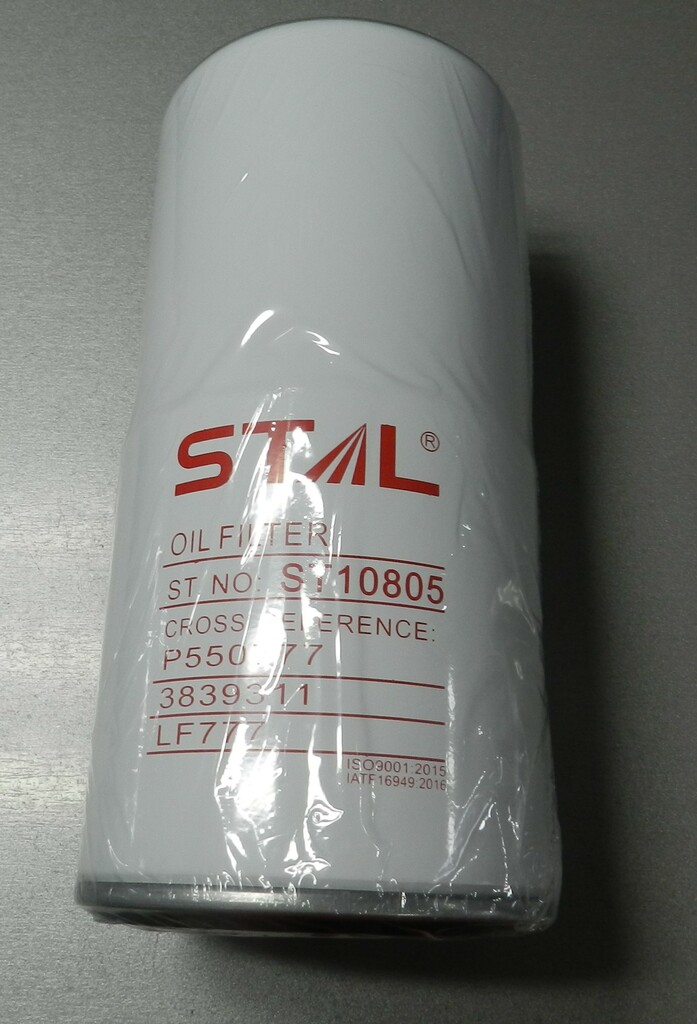 STAL®
OIL FILTER
ST NO: ST10805
CROSS REFERENCE:
3839311
LF777
ISO9001:2015
IATF16949:2016